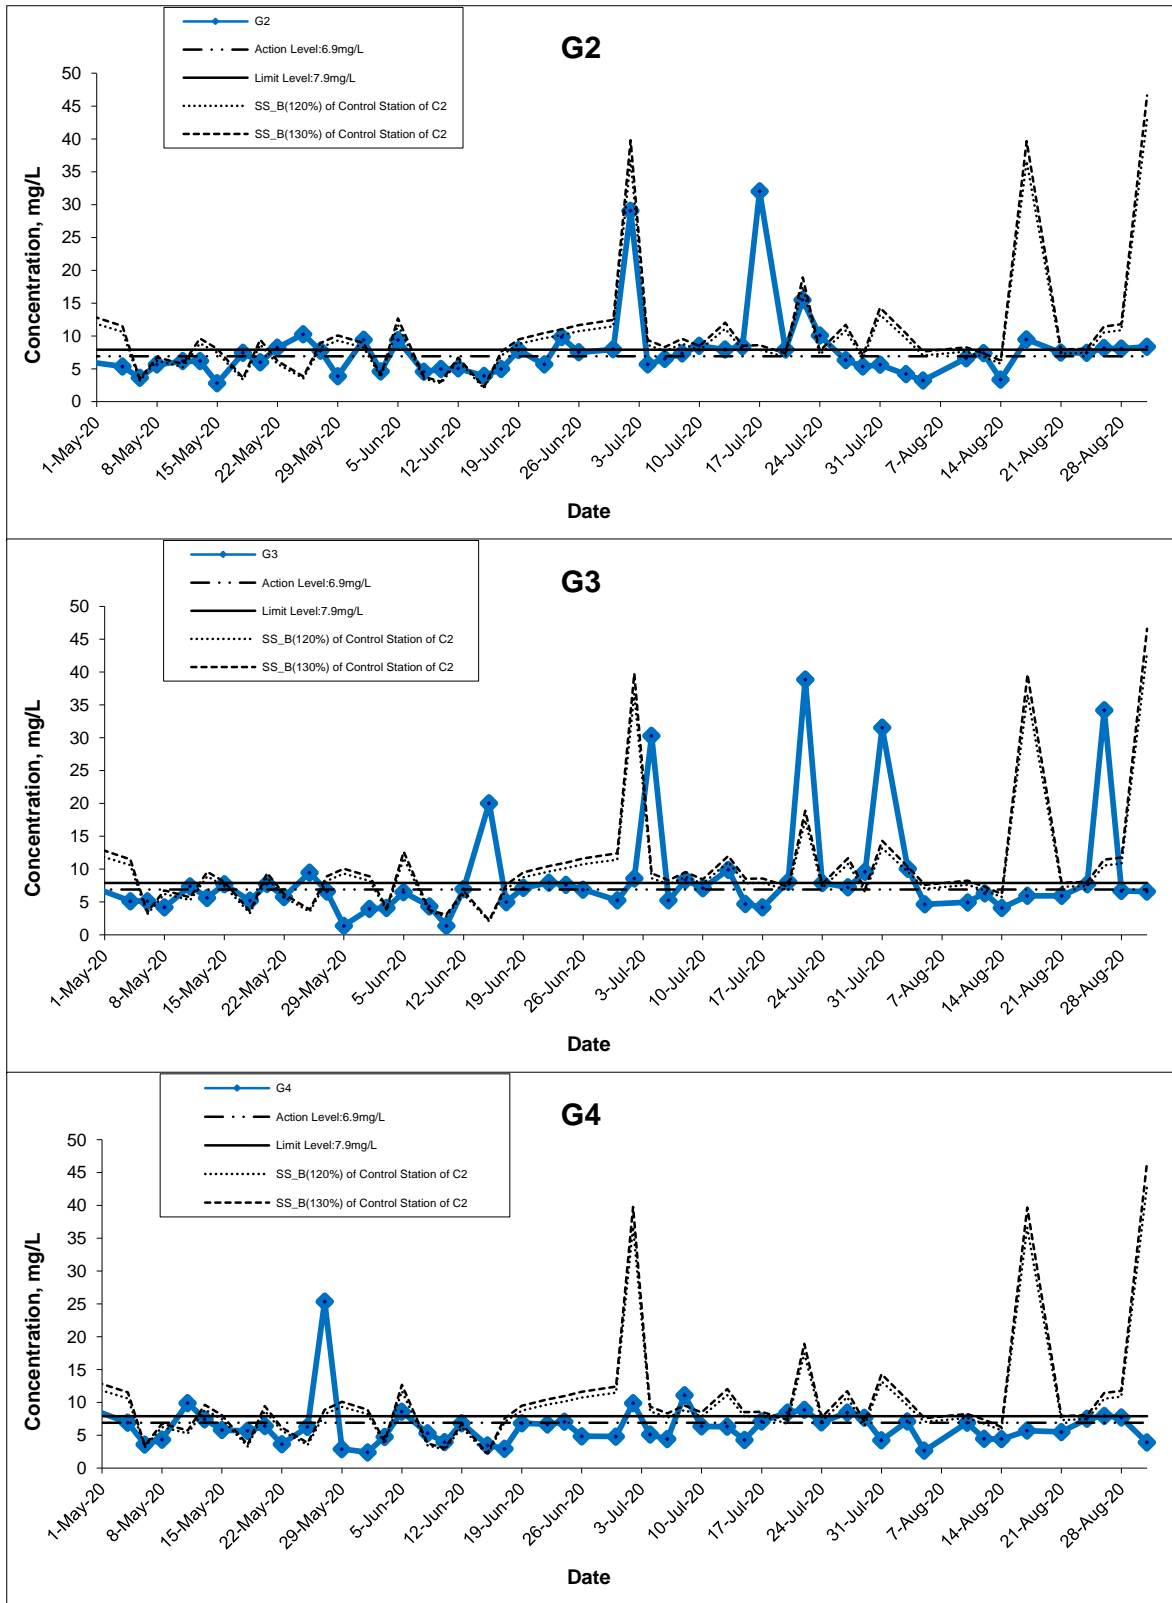 G2
Action Level:6.9mg/L
Limit Level:7.9mg/L
SS_B(120%) of Control Station of C2
SS_B(130%) of Control Station of C2
G2
Concentration, mg/L
50
45
40
35
30
25
20
15
10
5
0
1-May-20
8-May-20
15-May-20
22-May-20
29-May-20
5-Jun-20
12-Jun-20
19-Jun-20
26-Jun-20
3-Jul-20
10-Jul-20
17-Jul-20
24-Jul-20
31-Jul-20
7-Aug-20
14-Aug-20
21-Aug-20
28-Aug-20
Date
G3
Action Level:6.9mg/L
Limit Level:7.9mg/L
SS_B(120%) of Control Station of C2
SS_B(130%) of Control Station of C2
G3
Concentration, mg/L
50
45
40
35
30
25
20
15
10
5
0
1-May-20
8-May-20
15-May-20
22-May-20
29-May-20
5-Jun-20
12-Jun-20
19-Jun-20
26-Jun-20
3-Jul-20
10-Jul-20
17-Jul-20
24-Jul-20
31-Jul-20
7-Aug-20
14-Aug-20
21-Aug-20
28-Aug-20
Date
G4
Action Level:6.9mg/L
Limit Level:7.9mg/L
SS_B(120%) of Control Station of C2
SS_B(130%) of Control Station of C2
G4
Concentration, mg/L
50
45
40
35
30
25
20
15
10
5
0
1-May-20
8-May-20
15-May-20
22-May-20
29-May-20
5-Jun-20
12-Jun-20
19-Jun-20
26-Jun-20
3-Jul-20
10-Jul-20
17-Jul-20
24-Jul-20
31-Jul-20
7-Aug-20
14-Aug-20
21-Aug-20
28-Aug-20
Date